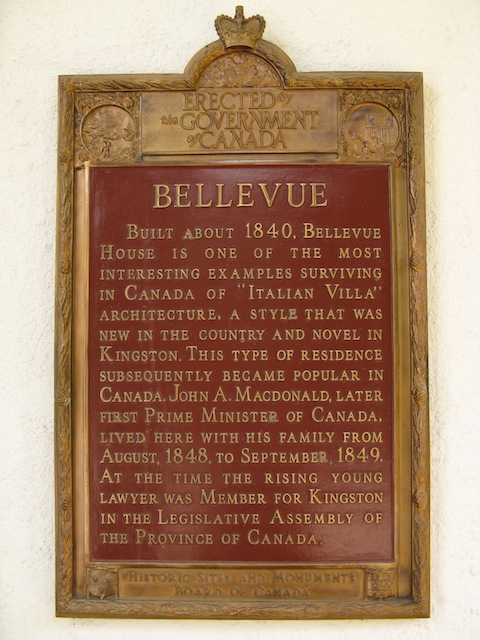 ERECTED by
the GOVERNMENT
of CANADA
BELLEVUE
BUILT ABOUT 1840, BELLEVUE
HOUSE IS ONE OF THE MOST
INTERESTING EXAMPLES SURVIVING
IN CANADA OF "ITALIAN VILLA"
ARCHITECTURE, A STYLE THAT WAS
NEW IN THE COUNTRY AND NOVEL IN
KINGSTON. THIS TYPE OF RESIDENCE
SUBSEQUENTLY BECAME POPULAR IN
CANADA. JOHN A. MACDONALD, LATER
FIRST PRIME MINISTER OF CANADA,
LIVED HERE WITH HIS FAMILY FROM
AUGUST, 1848, TO SEPTEMBER, 1849.
AT THE TIME THE RISING YOUNG
LAWYER WAS MEMBER FOR KINGSTON
IN THE LEGISLATIVE ASSEMBLY OF
THE PROVINCE OF CANADA.
HISTORIC SITES AND MONUMENTS
BOARD OF CANADA